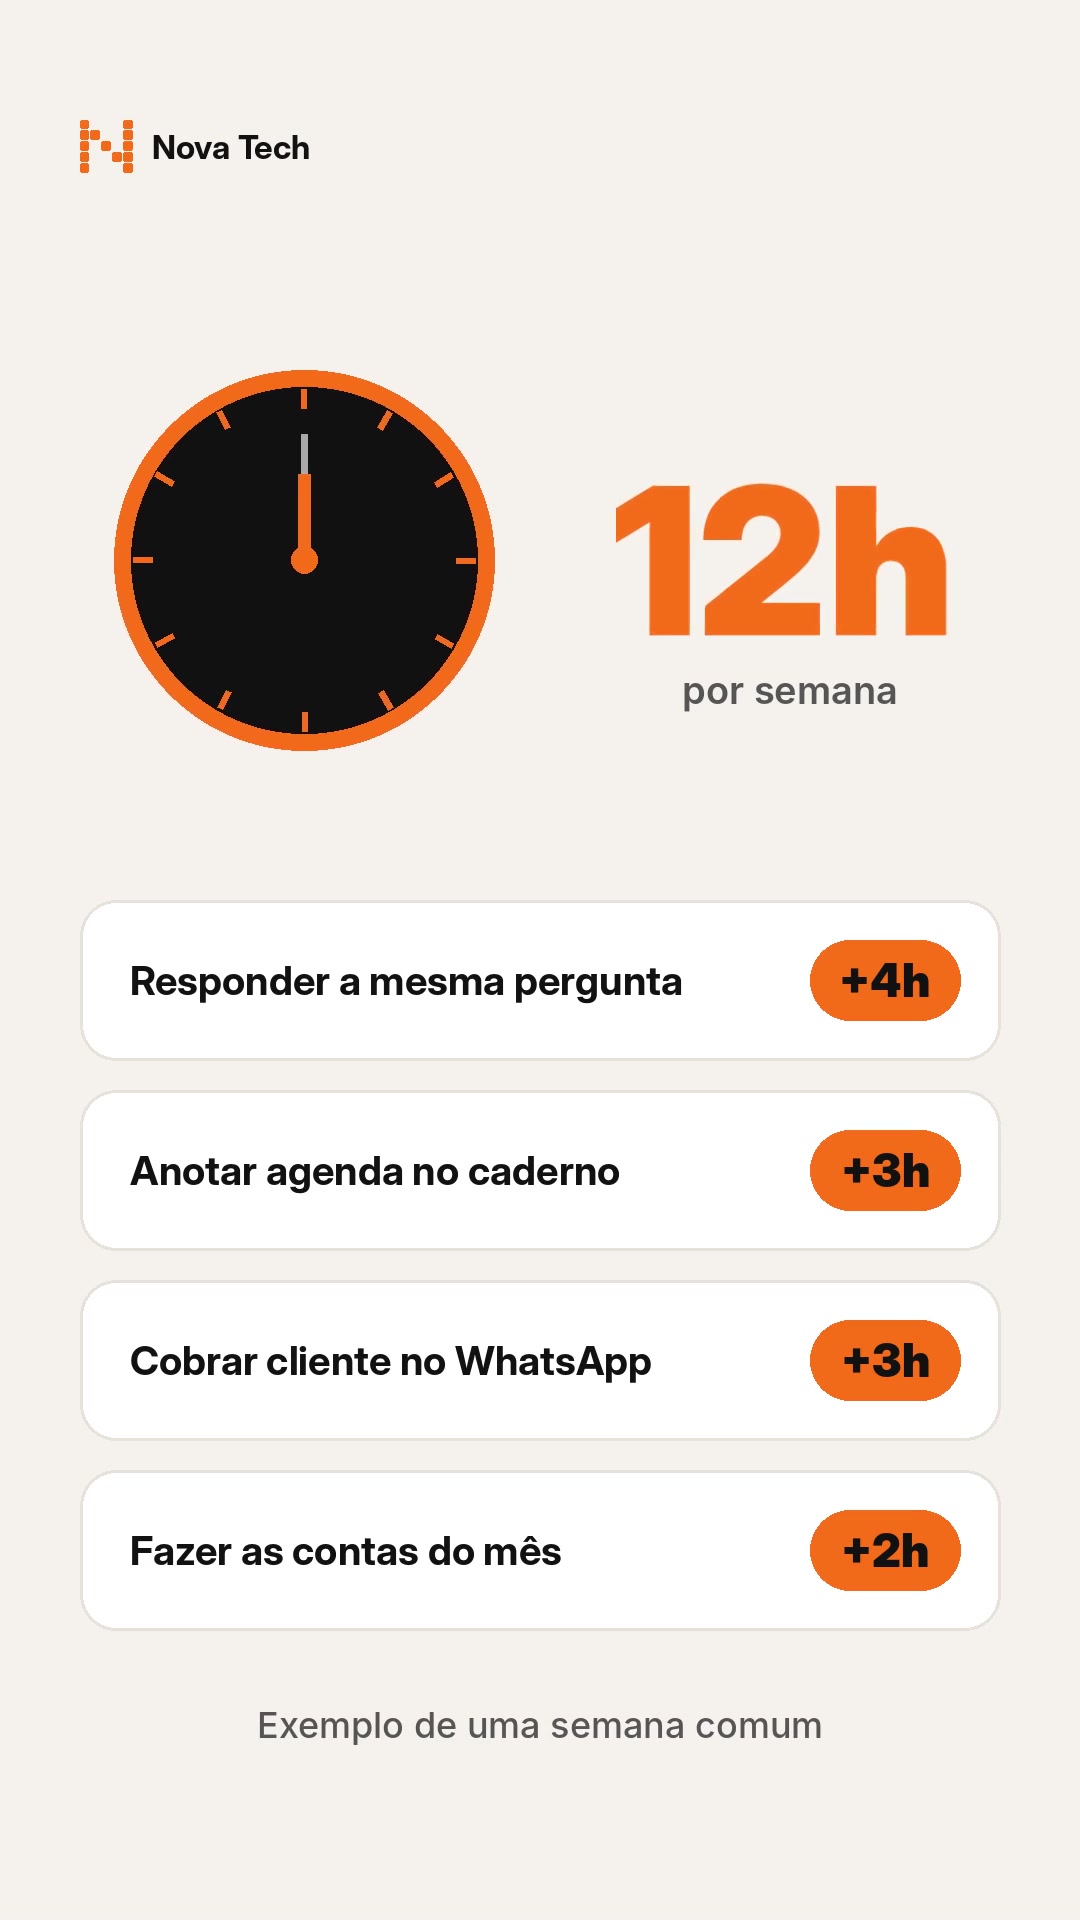 Nova Tech
12h
por semana
Responder a mesma pergunta
+4h
Anotar agenda no caderno
+3h
Cobrar cliente no WhatsApp
+3h
Fazer as contas do mês
+2h
Exemplo de uma semana comum